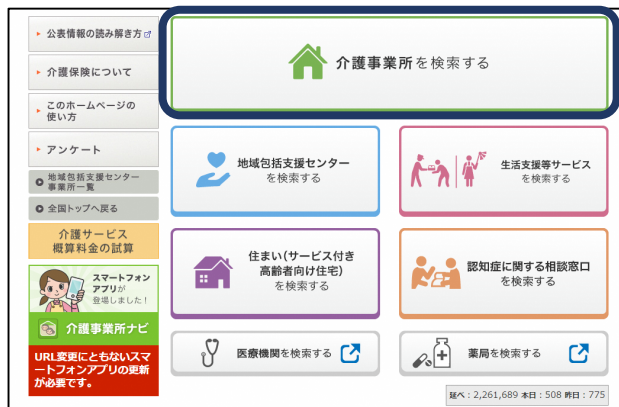 公表情報の読み解き方
介護保険について
このホームページの
使い方
アンケート
地域包括支援センター
事業所一覧
全国トップへ戻る
介護サービス
概算料金の試算
スマートフォン
アプリが
登場しました！
介護事業所ナビ
URL変更にともないスマ
ートフォンアプリの更新
が必要です。
介護事業所を検索する
地域包括支援センター
を検索する
生活支援等サービス
を検索する
住まい(サービス付き
高齢者向け住宅)
を検索する
認知症に関する相談窓口
を検索する
医療機関を検索する
薬局を検索する
延べ：2,261,689 本日：508 昨日：775